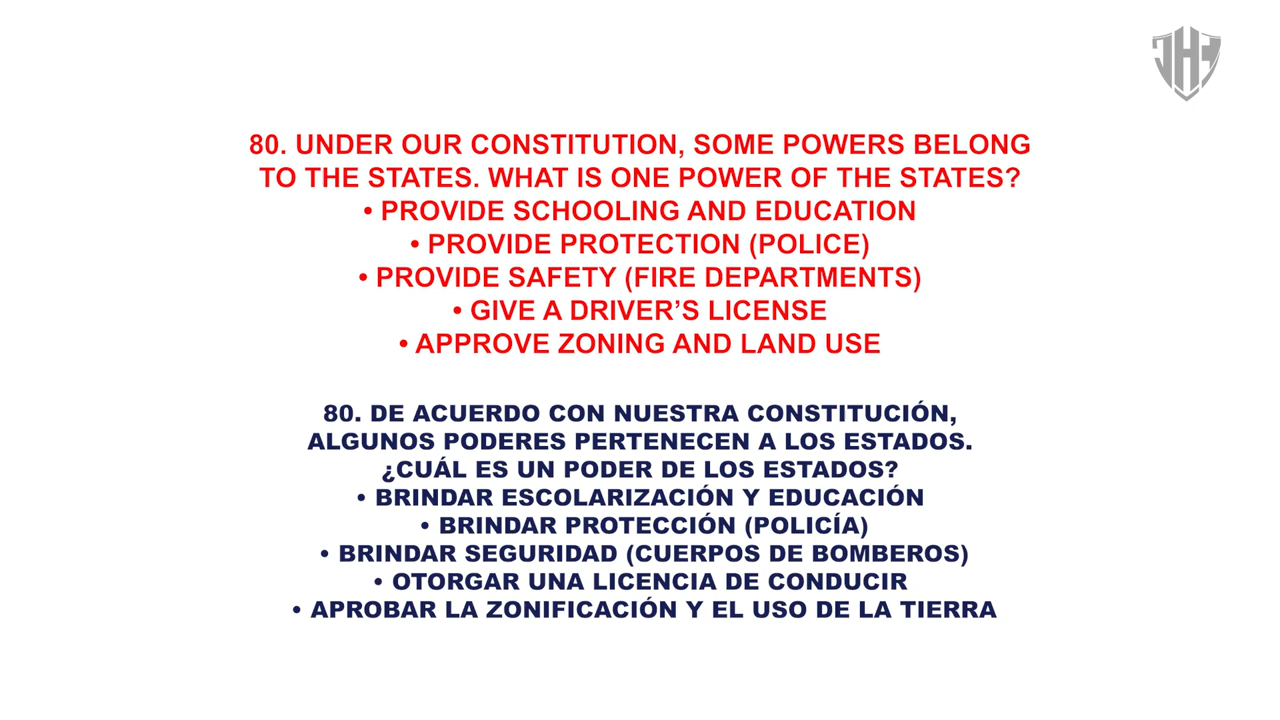 JHF
80. UNDER OUR CONSTITUTION, SOME POWERS BELONG
TO THE STATES. WHAT IS ONE POWER OF THE STATES?
• PROVIDE SCHOOLING AND EDUCATION
• PROVIDE PROTECTION (POLICE)
• PROVIDE SAFETY (FIRE DEPARTMENTS)
• GIVE A DRIVER’S LICENSE
• APPROVE ZONING AND LAND USE
80. DE ACUERDO CON NUESTRA CONSTITUCIÓN,
ALGUNOS PODERES PERTENECEN A LOS ESTADOS.
¿CUÁL ES UN PODER DE LOS ESTADOS?
• BRINDAR ESCOLARIZACIÓN Y EDUCACIÓN
• BRINDAR PROTECCIÓN (POLICÍA)
• BRINDAR SEGURIDAD (CUERPOS DE BOMBEROS)
• OTORGAR UNA LICENCIA DE CONDUCIR
• APROBAR LA ZONIFICACIÓN Y EL USO DE LA TIERRA